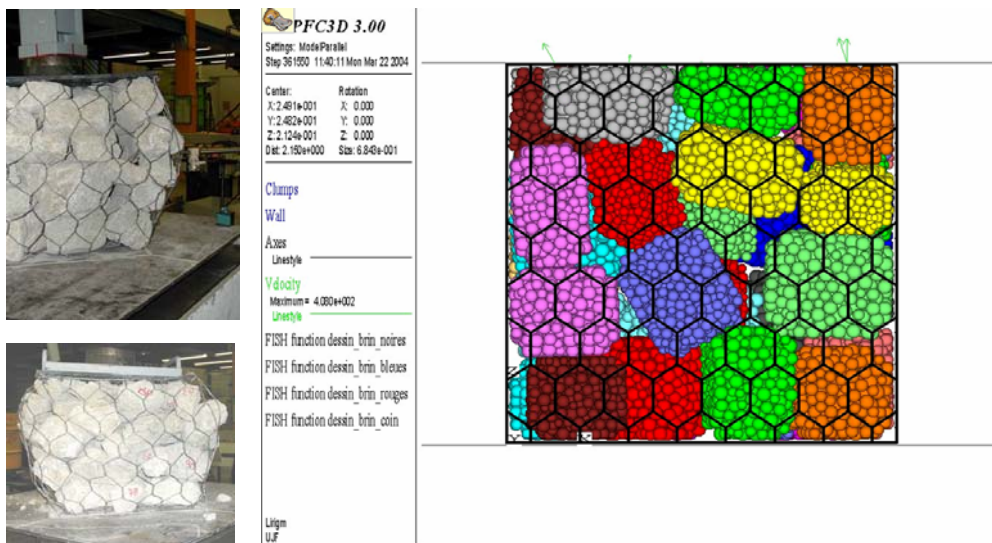 PFC3D 3.00
Settings: ModeParallel
Step 361550 11:40:11 Mon Mar 22 2004
Center: Rotation
X: 2.491e-001 X: 0.000
Y: 2.482e-001 Y: 0.000
Z: 2.124e-001 Z: 0.000
Dist: 2.150e+000 Size: 6.843e-001
Clumps
Wall
Axes
Linestyle
Velocity
Maximum = 4.080e+002
Linestyle
FISH function dessin_brin_noires
FISH function dessin_brin_bleues
FISH function dessin_brin_rouges
FISH function dessin_brin_coin
Lirigm
UJF
Z
Y X